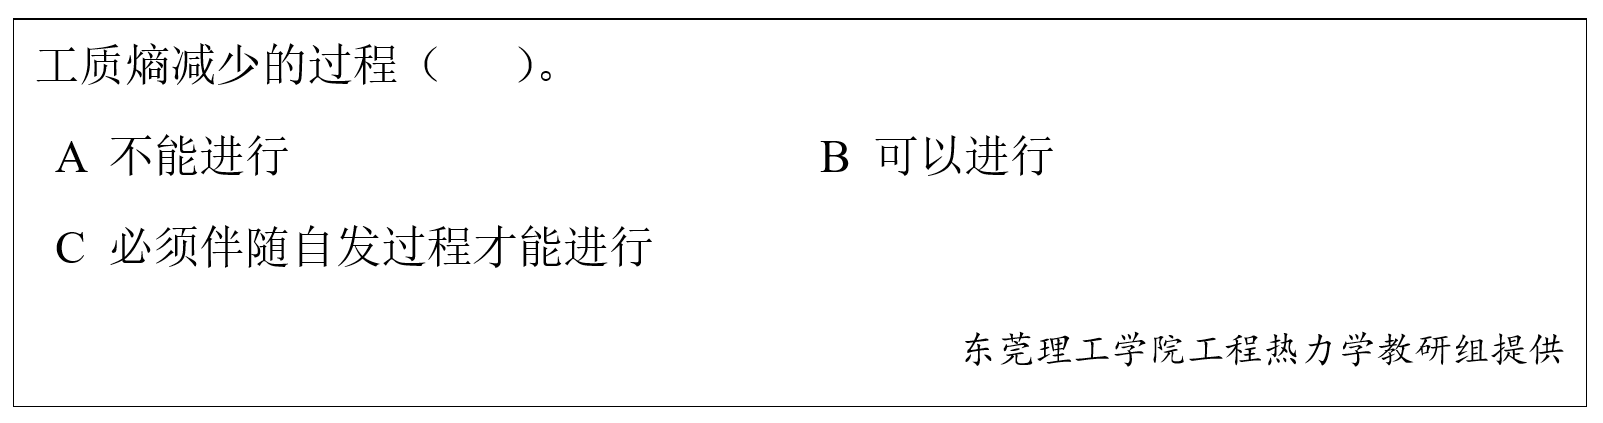 工质熵减少的过程（　　）。
A 不能进行　　B 可以进行
C 必须伴随自发过程才能进行
东莞理工学院工程热力学教研组提供